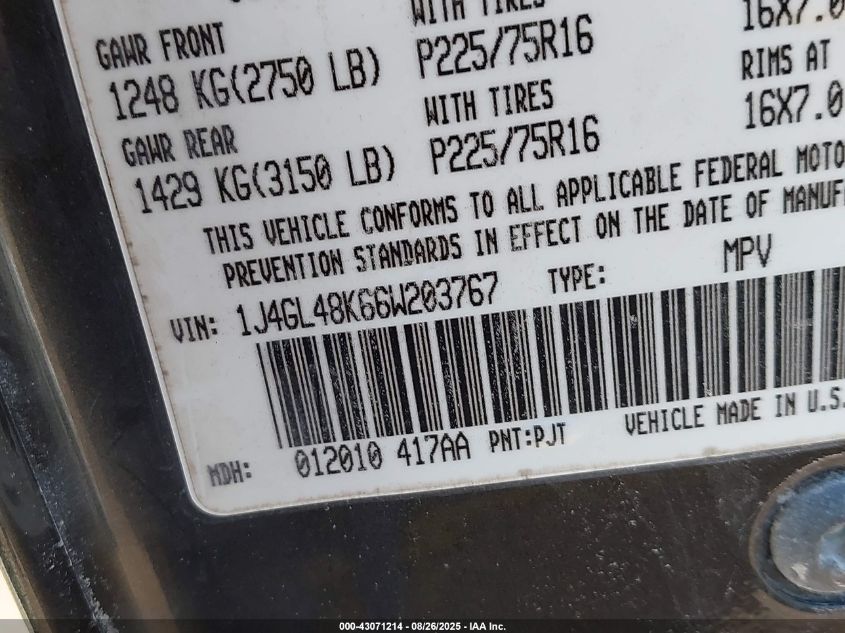 WITH TIRES
GAWR FRONT
1248 KG(2750 LB) P225/75R16 16X7.0
WITH TIRES RIMS AT
GAWR REAR
1429 KG(3150 LB) P225/75R16 16X7.0
THIS VEHICLE CONFORMS TO ALL APPLICABLE FEDERAL MOTO
PREVENTION STANDARDS IN EFFECT ON THE DATE OF MANUF
VIN: 1J4GL48K66W203767 TYPE: MPV
MDH: 012010 417AA PNT:PJT VEHICLE MADE IN U.S.
000-43071214 - 08/26/2025 - IAA Inc.